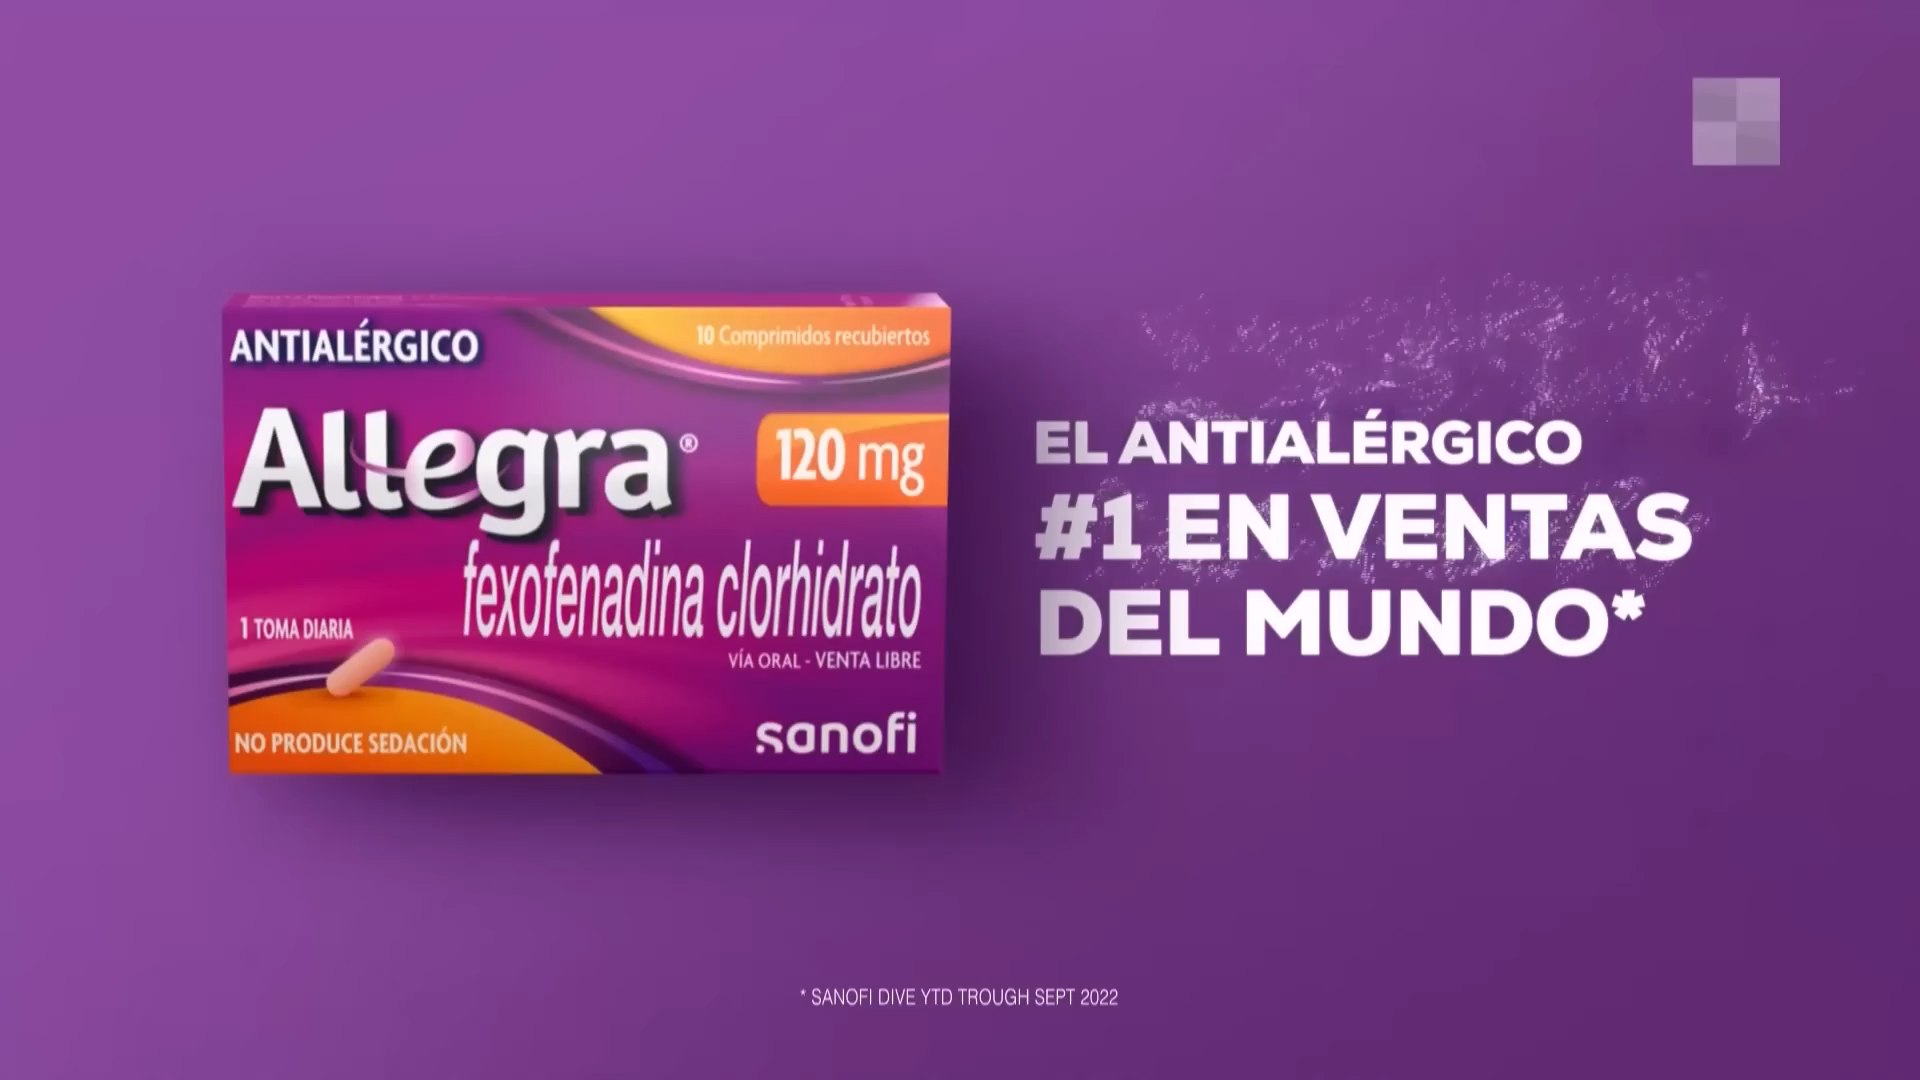 ANTIALÉRGICO
10 Comprimidos recubiertos
Allegra®
120 mg
fexofenadina clorhidrato
1 TOMA DIARIA
VÍA ORAL - VENTA LIBRE
NO PRODUCE SEDACIÓN
sanofi
EL ANTIALÉRGICO
#1 EN VENTAS
DEL MUNDO*
* SANOFI DIVE YTD TROUGH SEPT 2022